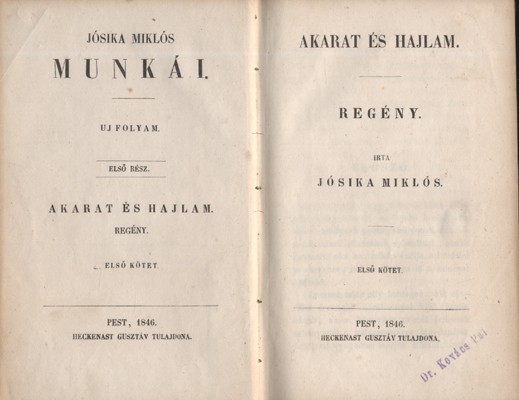 JÓSIKA MIKLÓS
MUNKÁI.
UJ FOLYAM.
ELSŐ RÉSZ.
AKARAT ÉS HAJLAM.
REGÉNY.
ELSŐ KÖTET.
PEST, 1846.
HECKENAST GUSZTÁV TULAJDONA.
AKARAT ÉS HAJLAM.
REGÉNY.
IRTA
JÓSIKA MIKLÓS.
ELSŐ KÖTET.
PEST, 1846.
HECKENAST GUSZTÁV TULAJDONA.
Dr. Kovács Pál